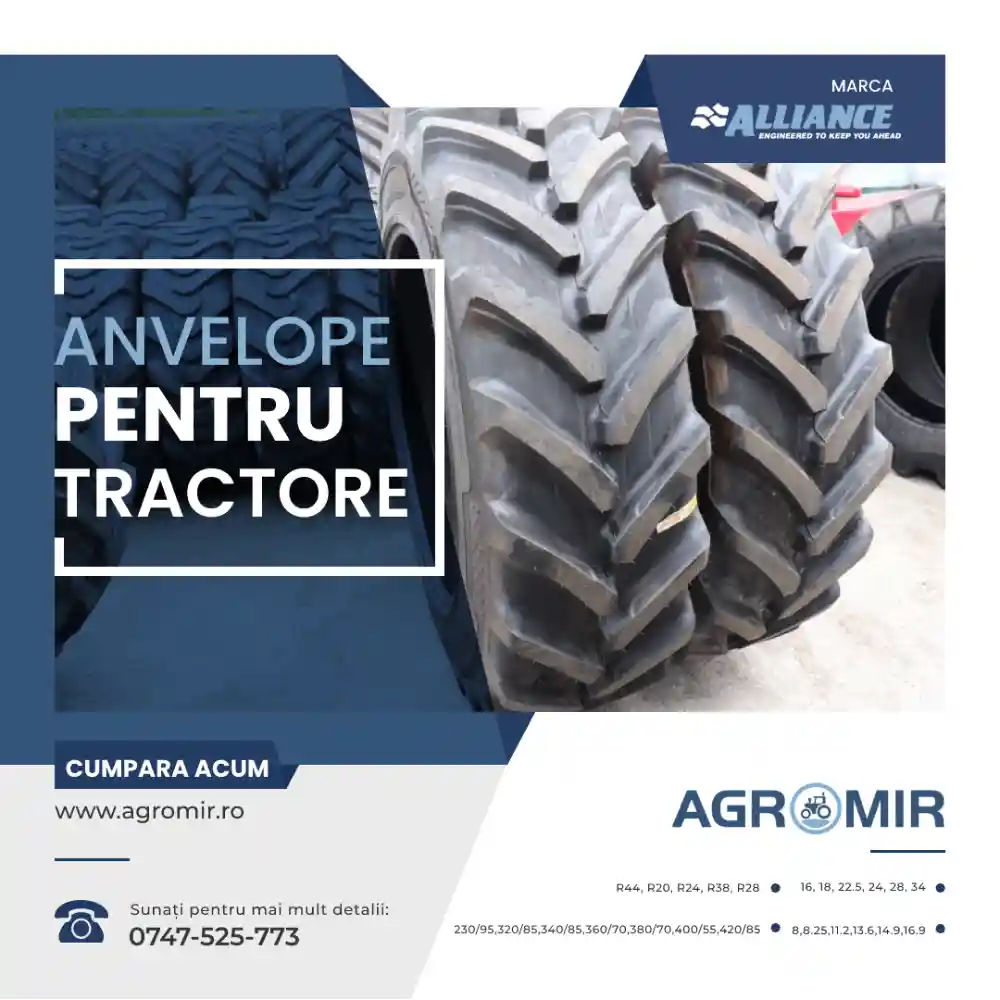 MARCA
ALLIANCE
ENGINEERED TO KEEP YOU AHEAD
ANVELOPE
PENTRU
TRACTORE
CUMPARA ACUM
www.agromir.ro
AGROMIR
R44, R20, R24, R38, R28
16, 18, 22.5, 24, 28, 34
230/95,320/85,340/85,360/70,380/70,400/55,420/85
8,8.25,11.2,13.6,14.9,16.9
Sunați pentru mai mult detalii:
0747-525-773